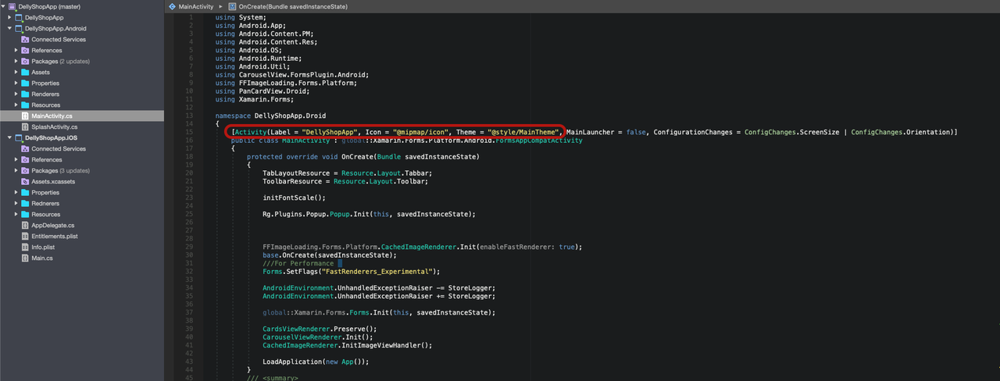 DellyShopApp (master)
DellyShopApp
DellyShopApp.Android
Connected Services
References
Packages (2 updates)
Assets
Properties
Renderers
Resources
MainActivity.cs
SplashActivity.cs
DellyShopApp.iOS
Connected Services
References
Packages (3 updates)
Assets.xcassets
Properties
Rednerers
Resources
AppDelegate.cs
Entitlements.plist
Info.plist
Main.cs
MainActivity ▸ OnCreate(Bundle savedInstanceState)
1 using System;
2 using Android.App;
3 using Android.Content.PM;
4 using Android.Content.Res;
5 using Android.OS;
6 using Android.Runtime;
7 using Android.Util;
8 using CarouselView.FormsPlugin.Android;
9 using FFImageLoading.Forms.Platform;
10 using PanCardView.Droid;
11 using Xamarin.Forms;
12
13 namespace DellyShopApp.Droid
14 {
15 [Activity(Label = "DellyShopApp", Icon = "@mipmap/icon", Theme = "@style/MainTheme", MainLauncher = false, ConfigurationChanges = ConfigChanges.ScreenSize | ConfigChanges.Orientation)]
16 public class MainActivity : global::Xamarin.Forms.Platform.Android.FormsAppCompatActivity
17 {
18 protected override void OnCreate(Bundle savedInstanceState)
19 {
20 TabLayoutResource = Resource.Layout.Tabbar;
21 ToolbarResource = Resource.Layout.Toolbar;
22
23 initFontScale();
24
25 Rg.Plugins.Popup.Popup.Init(this, savedInstanceState);
26
27
28
29 FFImageLoading.Forms.Platform.CachedImageRenderer.Init(enableFastRenderer: true);
30 base.OnCreate(savedInstanceState);
31 ///For Performance
32 Forms.SetFlags("FastRenderers_Experimental");
33
34 AndroidEnvironment.UnhandledExceptionRaiser -= StoreLogger;
35 AndroidEnvironment.UnhandledExceptionRaiser += StoreLogger;
36
37 global::Xamarin.Forms.Forms.Init(this, savedInstanceState);
38
39 CardsViewRenderer.Preserve();
40 CarouselViewRenderer.Init();
41 CachedImageRenderer.InitImageViewHandler();
42
43 LoadApplication(new App());
44 }
45 /// <summary>